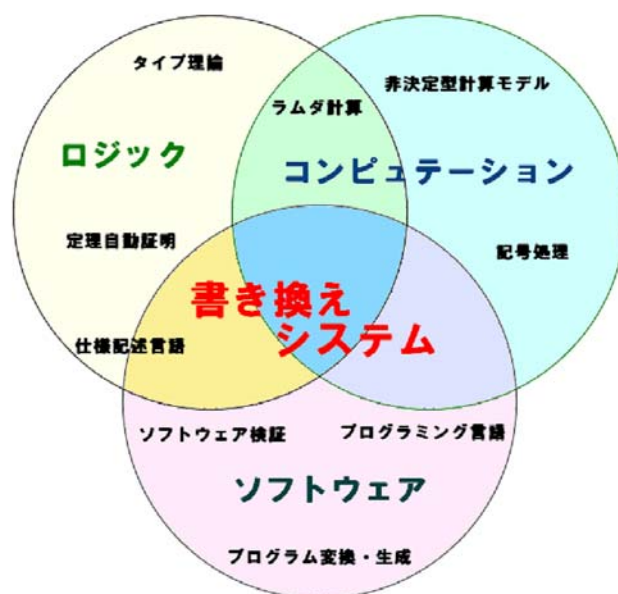 タイプ理論
非決定型計算モデル
ラムダ計算
ロジック
コンピュテーション
定理自動証明
記号処理
書き換え
システム
仕様記述言語
ソフトウェア検証
プログラミング言語
ソフトウェア
プログラム変換・生成